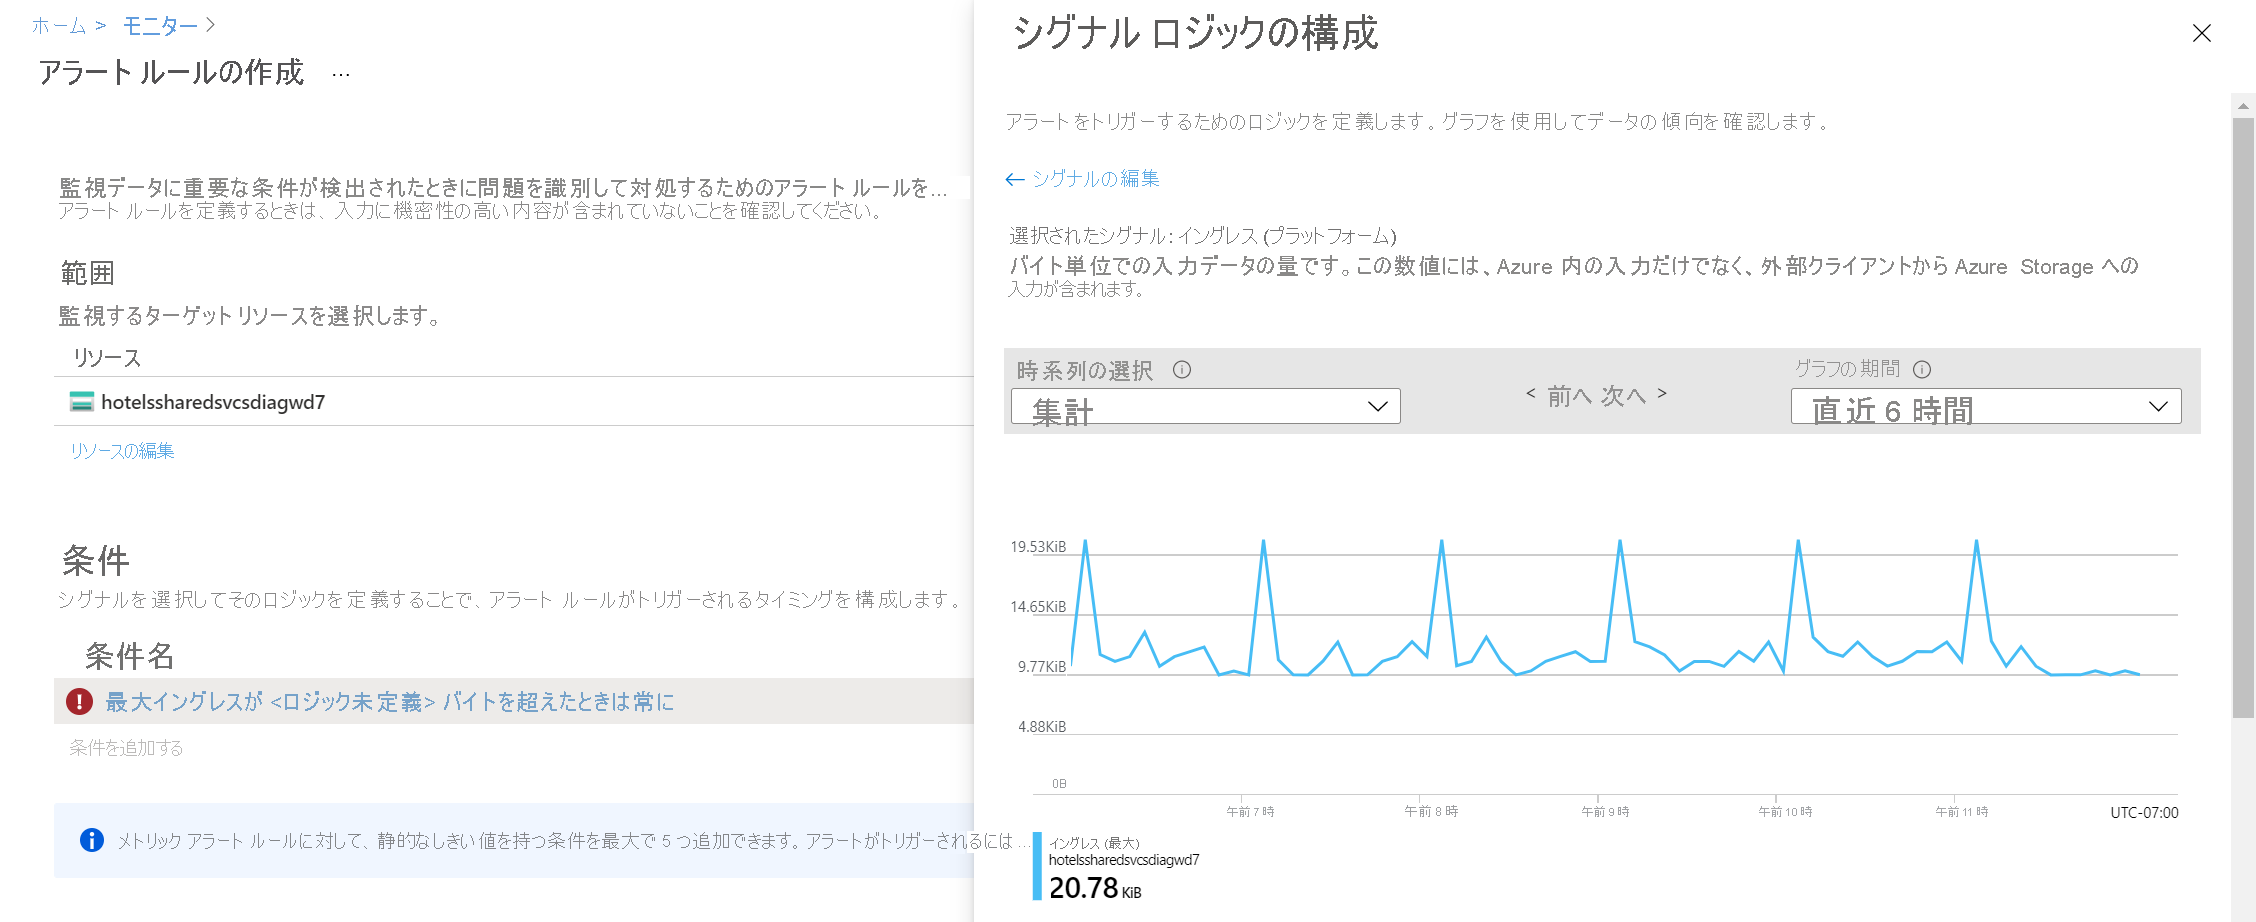 ホーム > モニター >
アラート ルールの作成 …
監視データに重要な条件が検出されたときに問題を識別して対処するためのアラート ルールを...
アラート ルールを定義するときは、入力に機密性の高い内容が含まれていないことを確認してください。
範囲
監視するターゲット リソースを選択します。
リソース
hotelssharedsvcsdiagwd7
リソースの編集
条件
シグナルを選択してそのロジックを定義することで、アラート ルールがトリガーされるタイミングを構成します。
条件名
最大イングレスが <ロジック未定義> バイトを超えたときは常に
条件を追加する
メトリック アラート ルールに対して、静的なしきい値を持つ条件を最大で 5 つ追加できます。アラートがトリガーされるには ...
シグナル ロジックの構成
アラートをトリガーするためのロジックを定義します。グラフを使用してデータの傾向を確認します。
← シグナルの編集
選択されたシグナル: イングレス (プラットフォーム)
バイト単位での入力データの量です。この数値には、Azure 内の入力だけでなく、外部クライアントから Azure Storage への
入力が含まれます。
時系列の選択
集計
< 前へ 次へ >
グラフの期間
直近 6 時間
19.53KiB
14.65KiB
9.77KiB
4.88KiB
0B
午前 7 時 午前 8 時 午前 9 時 午前 10 時 午前 11 時 UTC-07:00
イングレス (最大)
hotelssharedsvcsdiagwd7
20.78 KiB